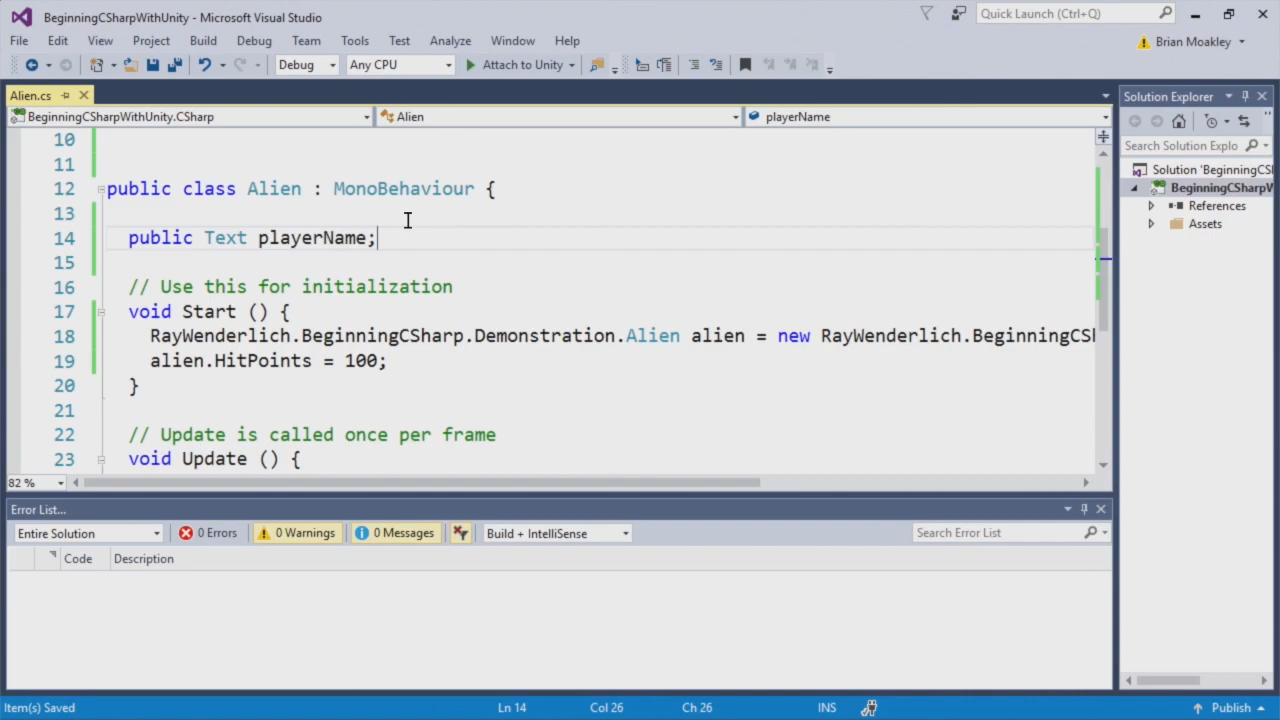 BeginningCSharpWithUnity - Microsoft Visual Studio
Quick Launch (Ctrl+Q)
File Edit View Project Build Debug Team Tools Test Analyze Window Help
Brian Moakley
Debug Any CPU Attach to Unity
Alien.cs
Solution Explorer
BeginningCSharpWithUnity.CSharp Alien playerName
Search Solution Explo
Solution 'BeginningCSl
BeginningCSharpW
References
Assets
10
11
12 public class Alien : MonoBehaviour {
13
14 public Text playerName;
15
16 // Use this for initialization
17 void Start () {
18 RayWenderlich.BeginningCSharp.Demonstration.Alien alien = new RayWenderlich.BeginningCSh
19 alien.HitPoints = 100;
20 }
21
22 // Update is called once per frame
23 void Update () {
82 %
Error List...
Entire Solution 0 Errors 0 Warnings 0 Messages Build + IntelliSense Search Error List
Code Description
Item(s) Saved Ln 14 Col 26 Ch 26 INS Publish